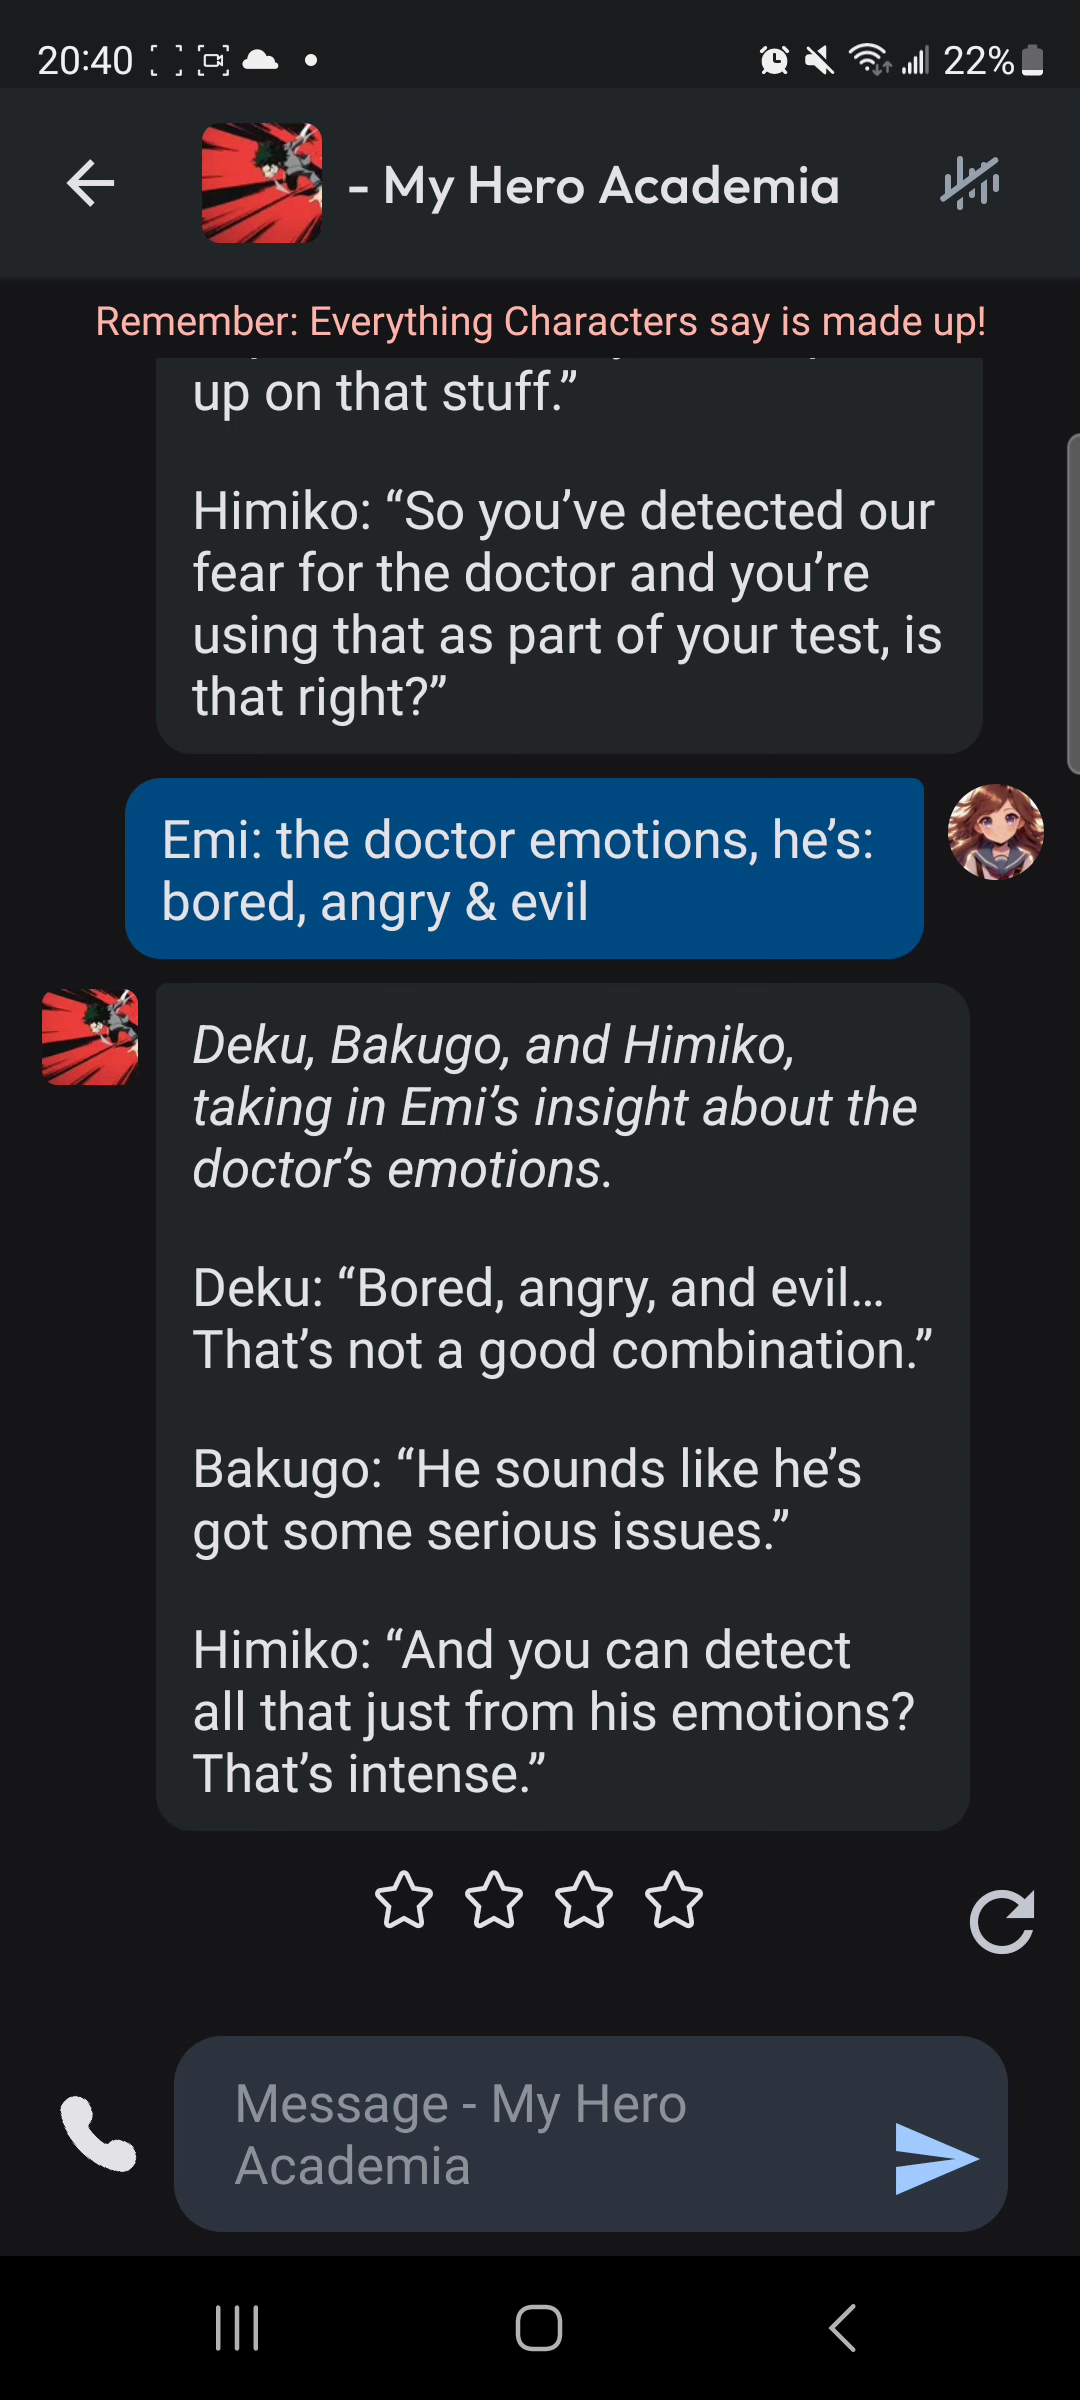 20:40
22%
- My Hero Academia
Remember: Everything Characters say is made up!
up on that stuff.”
Himiko: “So you’ve detected our
fear for the doctor and you’re
using that as part of your test, is
that right?”
Emi: the doctor emotions, he’s:
bored, angry & evil
Deku, Bakugo, and Himiko,
taking in Emi’s insight about the
doctor’s emotions.
Deku: “Bored, angry, and evil…
That’s not a good combination.”
Bakugo: “He sounds like he’s
got some serious issues.”
Himiko: “And you can detect
all that just from his emotions?
That’s intense.”
Message - My Hero
Academia